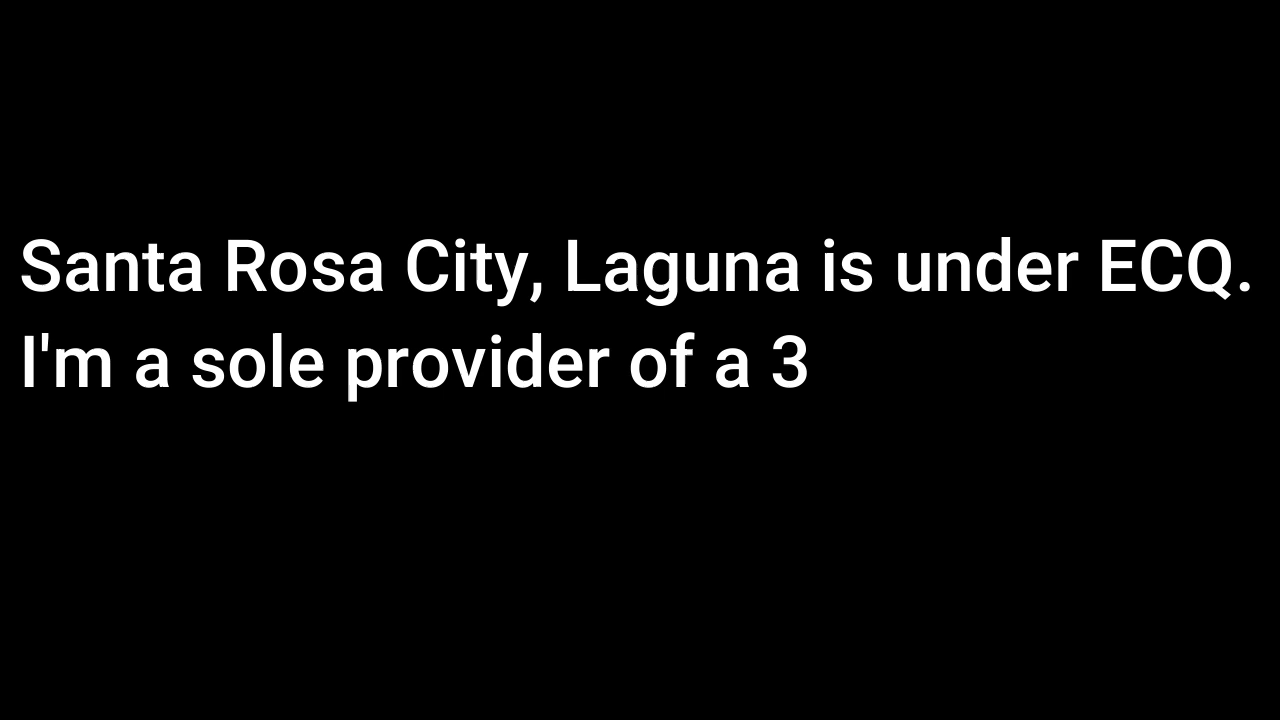 Santa Rosa City, Laguna is under ECQ.
I'm a sole provider of a 3